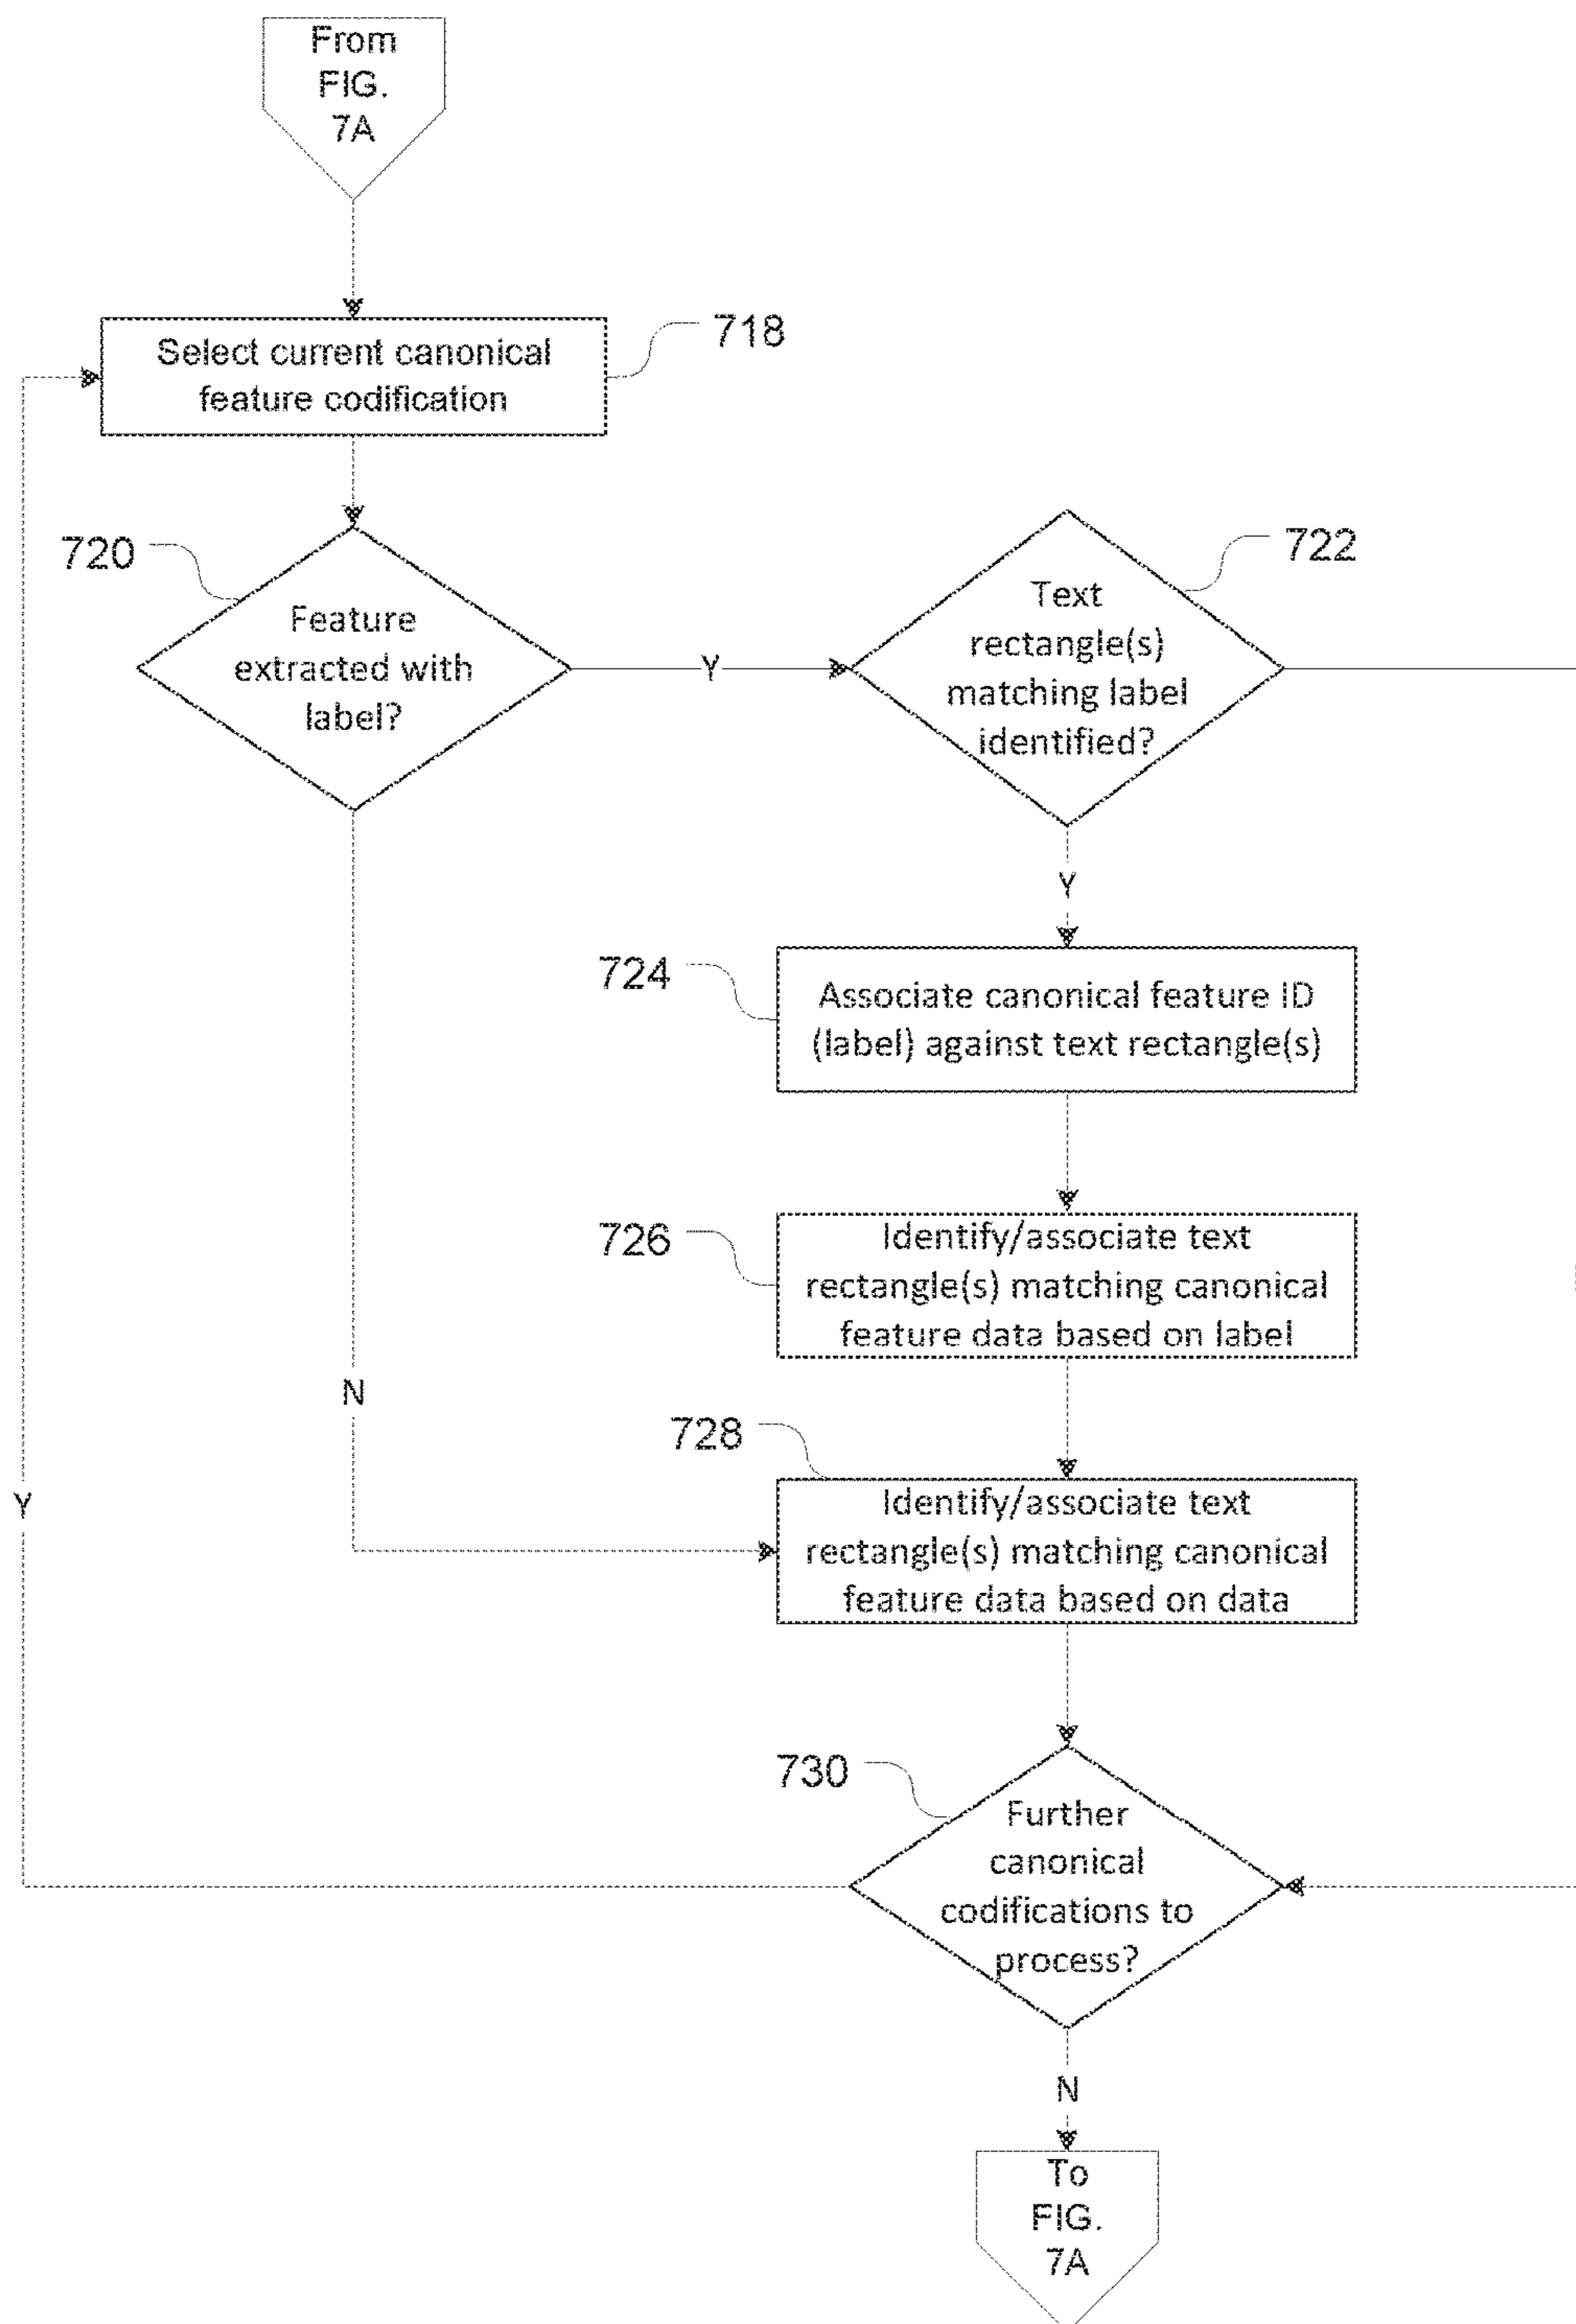 From
FIG.
7A
Select current canonical
feature codification
718
720
Feature
extracted with
label?
Y
722
Text
rectangle(s)
matching label
identified?
Y
724
Associate canonical feature ID
(label) against text rectangle(s)
726
Identify/associate text
rectangle(s) matching canonical
feature data based on label
N
728
Identify/associate text
rectangle(s) matching canonical
feature data based on data
Y
730
Further
canonical
codifications to
process?
N
To
FIG.
7A